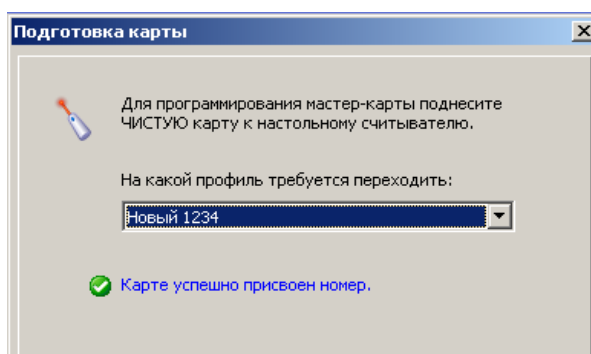 Подготовка карты
Для программирования мастер-карты поднесите
ЧИСТУЮ карту к настольному считывателю.
На какой профиль требуется переходить:
Новый 1234
Карте успешно присвоен номер.